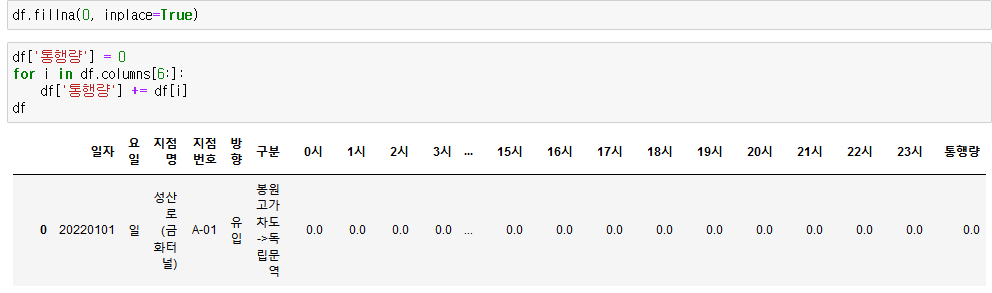 df.fillna(0, inplace=True)
df['통행량'] = 0
for i in df.columns[6:]:
    df['통행량'] += df[i]
df
일자 요일 지점명 지점번호 방향 구분 0시 1시 2시 3시 ... 15시 16시 17시 18시 19시 20시 21시 22시 23시 통행량
0 20220101 일 성산로(금화터널) A-01 유입 봉원고가차도->독립문역 0.0 0.0 0.0 0.0 ... 0.0 0.0 0.0 0.0 0.0 0.0 0.0 0.0 0.0 0.0